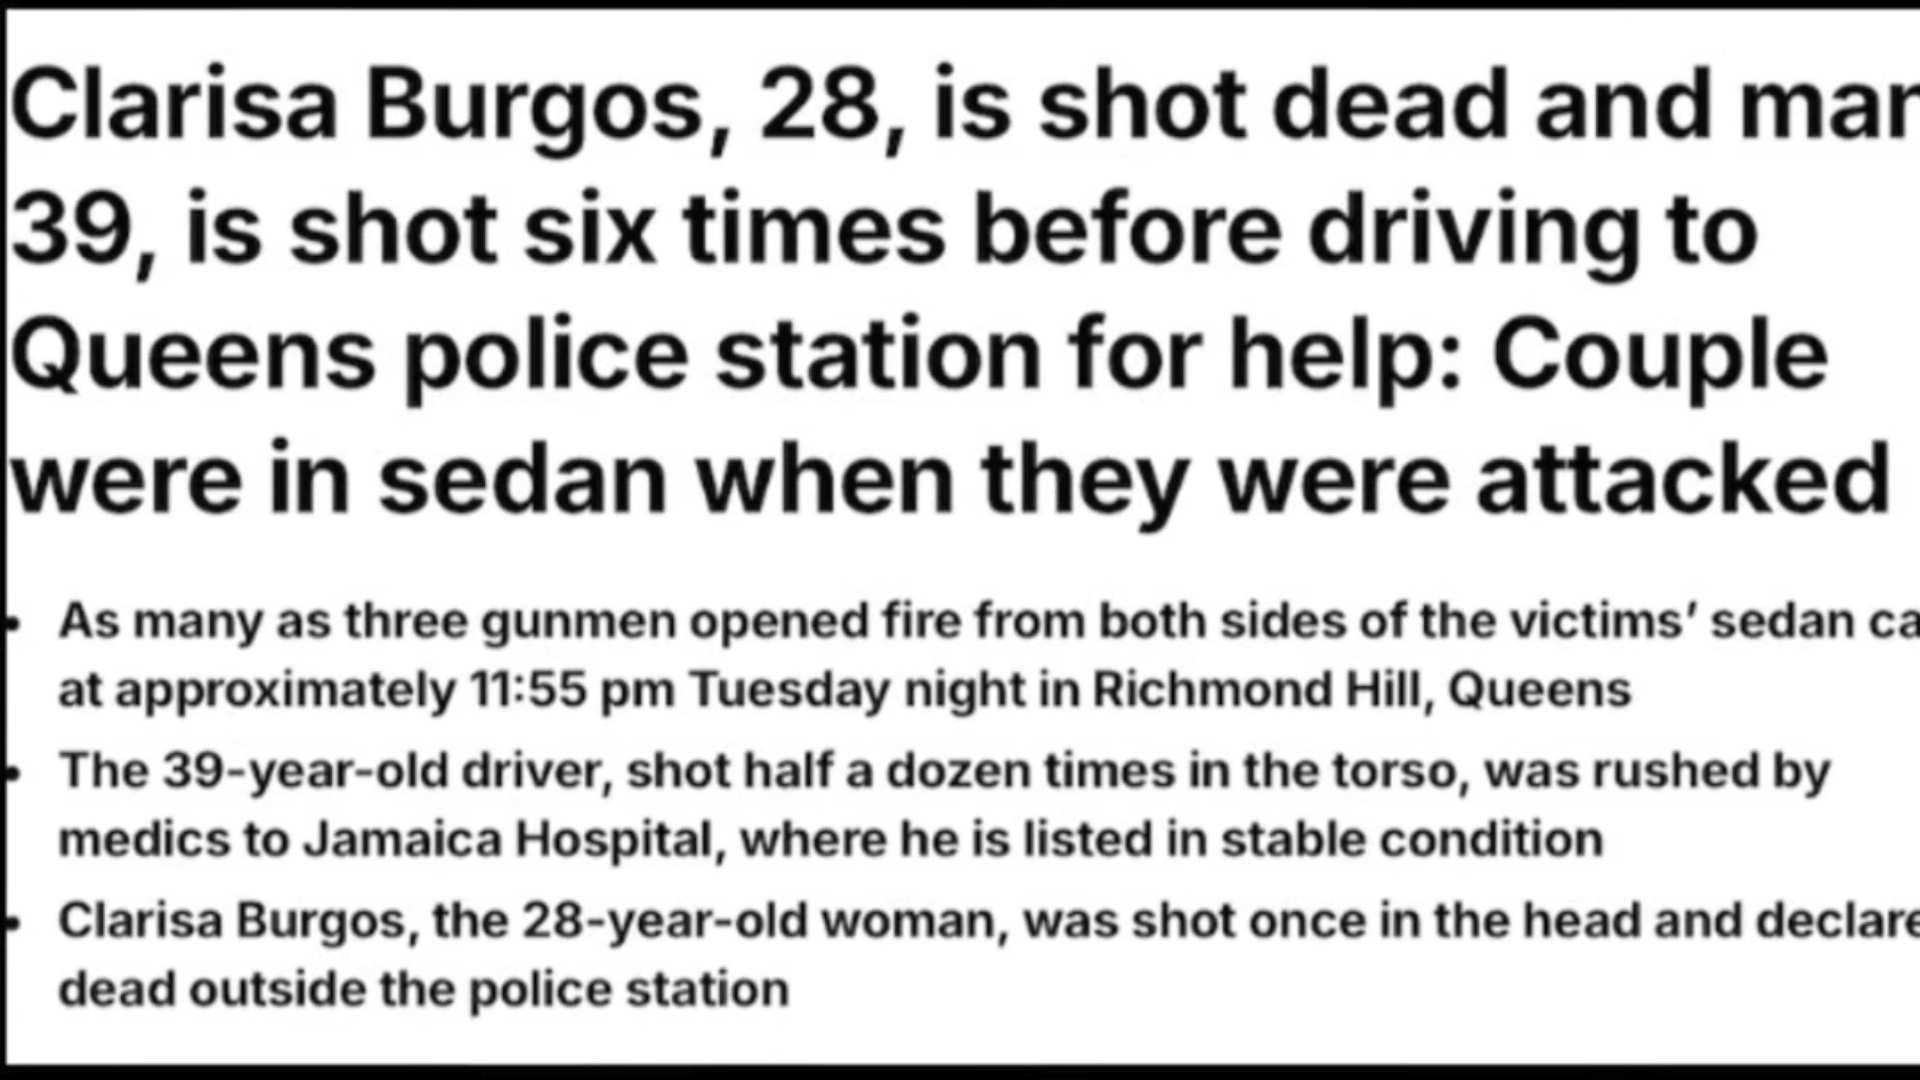 Clarisa Burgos, 28, is shot dead and man
39, is shot six times before driving to
Queens police station for help: Couple
were in sedan when they were attacked
• As many as three gunmen opened fire from both sides of the victims’ sedan ca
at approximately 11:55 pm Tuesday night in Richmond Hill, Queens
• The 39-year-old driver, shot half a dozen times in the torso, was rushed by
medics to Jamaica Hospital, where he is listed in stable condition
• Clarisa Burgos, the 28-year-old woman, was shot once in the head and declare
dead outside the police station